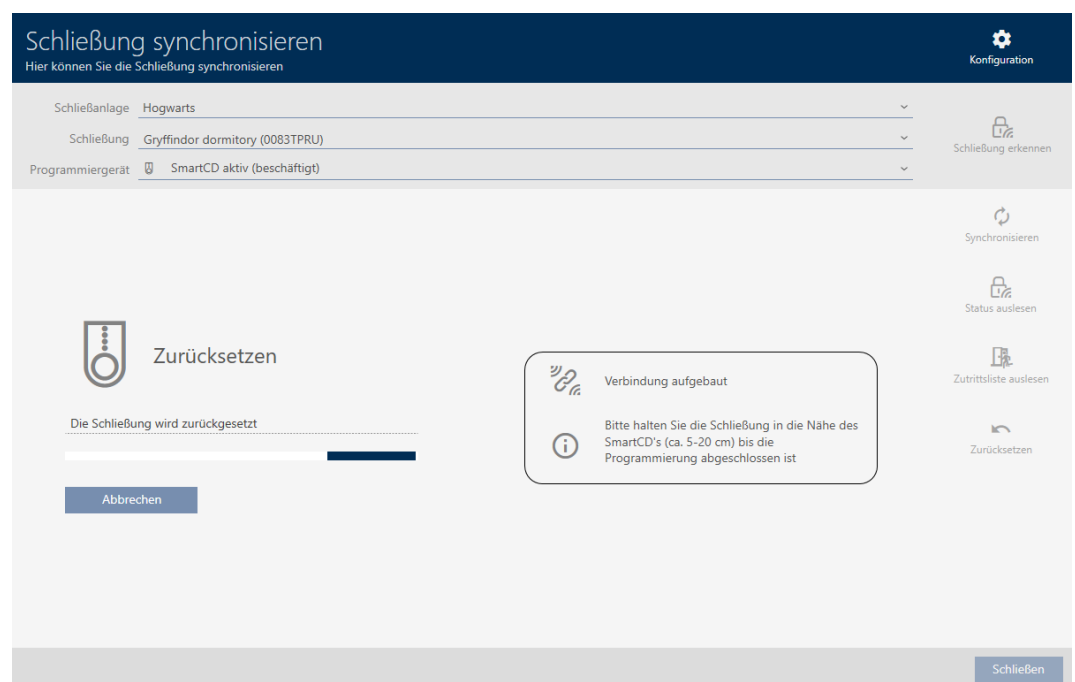 Schließung synchronisieren
Hier können Sie die Schließung synchronisieren
Konfiguration
Schließanlage Hogwarts
Schließung Gryffindor dormitory (0083TPRU)
Programmiergerät SmartCD aktiv (beschäftigt)
Schließung erkennen
Synchronisieren
Status auslesen
Zutrittsliste auslesen
Zurücksetzen
Zurücksetzen
Die Schließung wird zurückgesetzt
Abbrechen
Verbindung aufgebaut
Bitte halten Sie die Schließung in die Nähe des
SmartCD's (ca. 5-20 cm) bis die
Programmierung abgeschlossen ist
Schließen